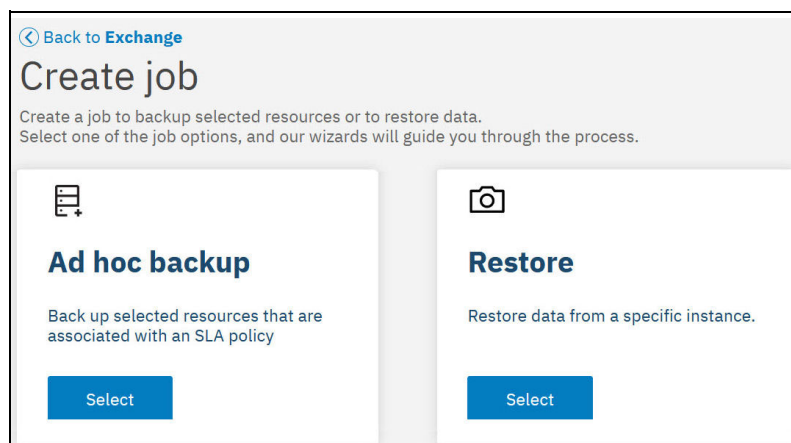 Back to Exchange
Create job
Create a job to backup selected resources or to restore data.
Select one of the job options, and our wizards will guide you through the process.
Ad hoc backup
Back up selected resources that are
associated with an SLA policy
Select
Restore
Restore data from a specific instance.
Select